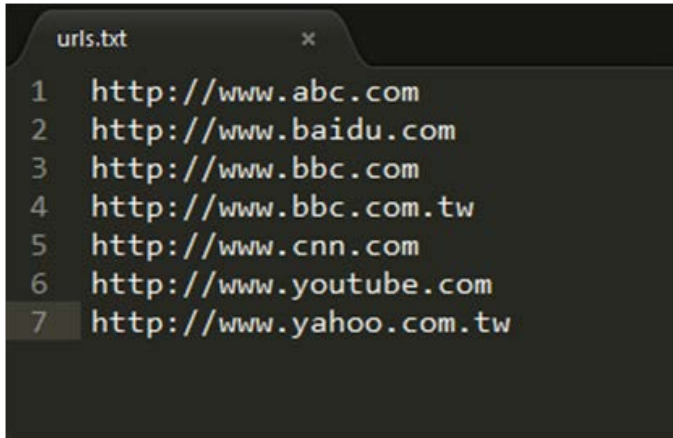 urls.txt ×
1 http://www.abc.com
2 http://www.baidu.com
3 http://www.bbc.com
4 http://www.bbc.com.tw
5 http://www.cnn.com
6 http://www.youtube.com
7 http://www.yahoo.com.tw